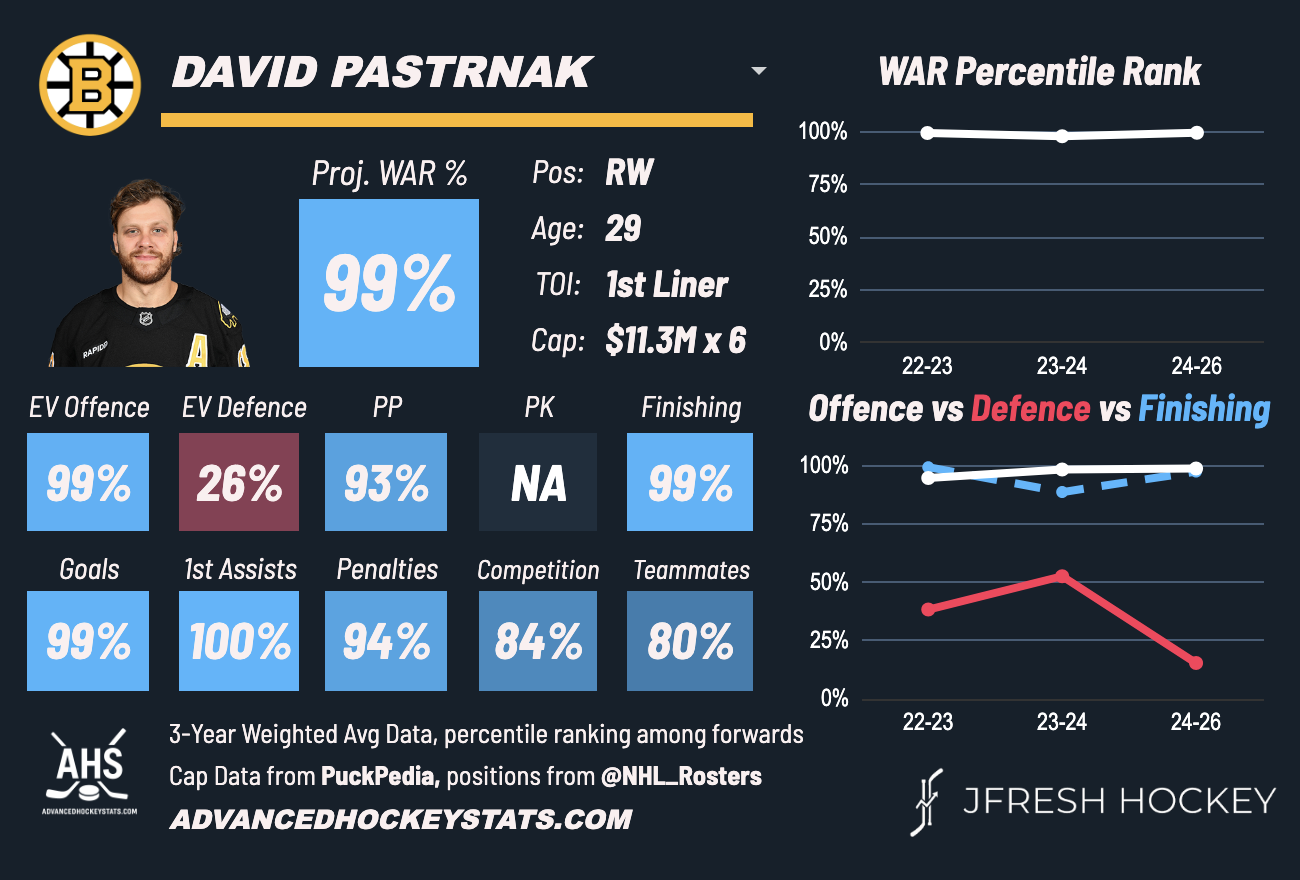 B
DAVID PASTRNAK
Proj. WAR %
99%
Pos: RW
Age: 29
TOI: 1st Liner
Cap: $11.3M x 6
RAPID7
A
EV Offence EV Defence PP PK Finishing
99% 26% 93% NA 99%
Goals 1st Assists Penalties Competition Teammates
99% 100% 94% 84% 80%
AHS
ADVANCEDHOCKEYSTATS.COM
3-Year Weighted Avg Data, percentile ranking among forwards
Cap Data from PuckPedia, positions from @NHL_Rosters
ADVANCEDHOCKEYSTATS.COM
WAR Percentile Rank
100%
75%
50%
25%
0%
22-23 23-24 24-26
Offence vs Defence vs Finishing
100%
75%
50%
25%
0%
22-23 23-24 24-26
JFRESH HOCKEY